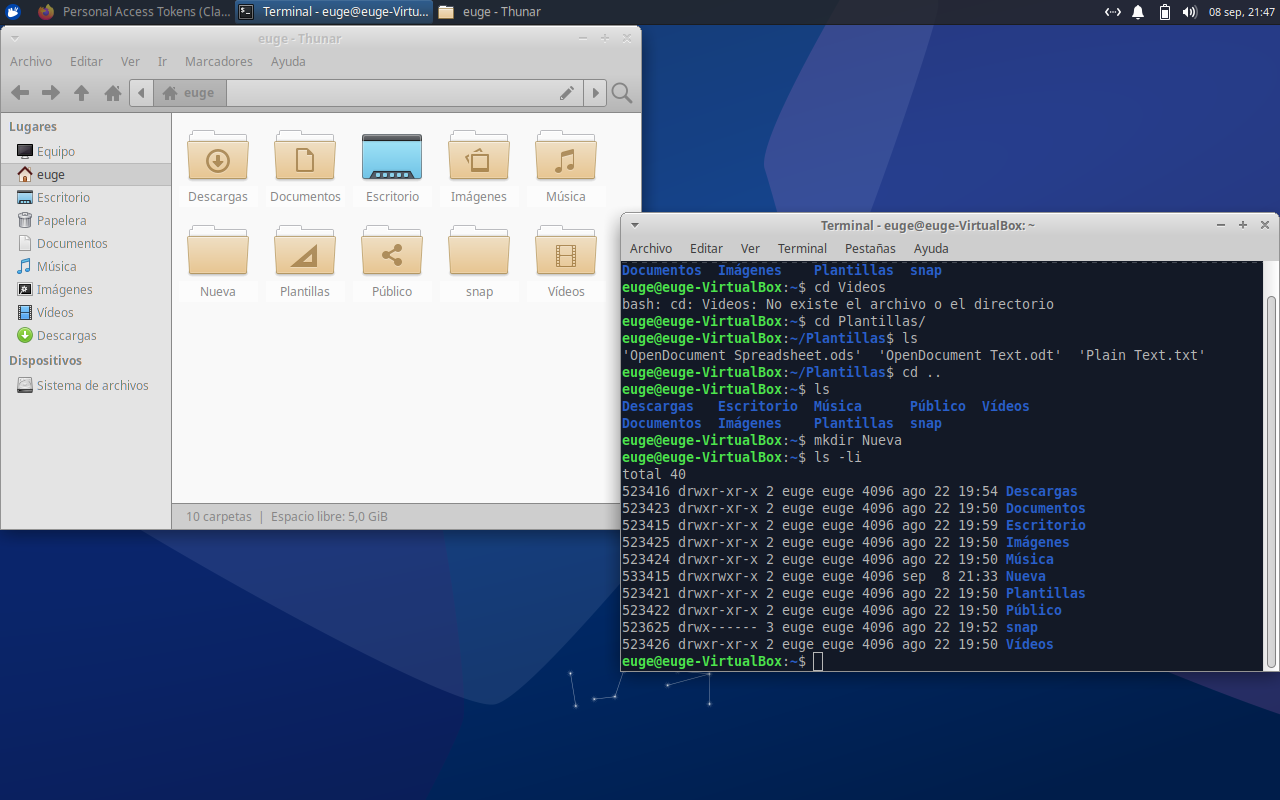 Personal Access Tokens (Cla...
Terminal - euge@euge-Virtu...
euge - Thunar
08 sep, 21:47
euge - Thunar
Archivo Editar Ver Ir Marcadores Ayuda
euge
Lugares
Equipo
euge
Escritorio
Papelera
Documentos
Música
Imágenes
Vídeos
Descargas
Dispositivos
Sistema de archivos
Descargas Documentos Escritorio Imágenes Música
Nueva Plantillas Público snap Vídeos
10 carpetas | Espacio libre: 5,0 GiB
Terminal - euge@euge-VirtualBox: ~
Archivo Editar Ver Terminal Pestañas Ayuda
Documentos  Imágenes    Plantillas  snap
euge@euge-VirtualBox:~$ cd Videos
bash: cd: Videos: No existe el archivo o el directorio
euge@euge-VirtualBox:~$ cd Plantillas/
euge@euge-VirtualBox:~/Plantillas$ ls
'OpenDocument Spreadsheet.ods'  'OpenDocument Text.odt'  'Plain Text.txt'
euge@euge-VirtualBox:~/Plantillas$ cd ..
euge@euge-VirtualBox:~$ ls
Descargas   Escritorio  Música      Público  Vídeos
Documentos  Imágenes    Plantillas  snap
euge@euge-VirtualBox:~$ mkdir Nueva
euge@euge-VirtualBox:~$ ls -li
total 40
523416 drwxr-xr-x 2 euge euge 4096 ago 22 19:54 Descargas
523423 drwxr-xr-x 2 euge euge 4096 ago 22 19:50 Documentos
523415 drwxr-xr-x 2 euge euge 4096 ago 22 19:59 Escritorio
523425 drwxr-xr-x 2 euge euge 4096 ago 22 19:50 Imágenes
523424 drwxr-xr-x 2 euge euge 4096 ago 22 19:50 Música
533415 drwxrwxr-x 2 euge euge 4096 sep  8 21:33 Nueva
523421 drwxr-xr-x 2 euge euge 4096 ago 22 19:50 Plantillas
523422 drwxr-xr-x 2 euge euge 4096 ago 22 19:50 Público
523625 drwx------ 3 euge euge 4096 ago 22 19:52 snap
523426 drwxr-xr-x 2 euge euge 4096 ago 22 19:50 Vídeos
euge@euge-VirtualBox:~$